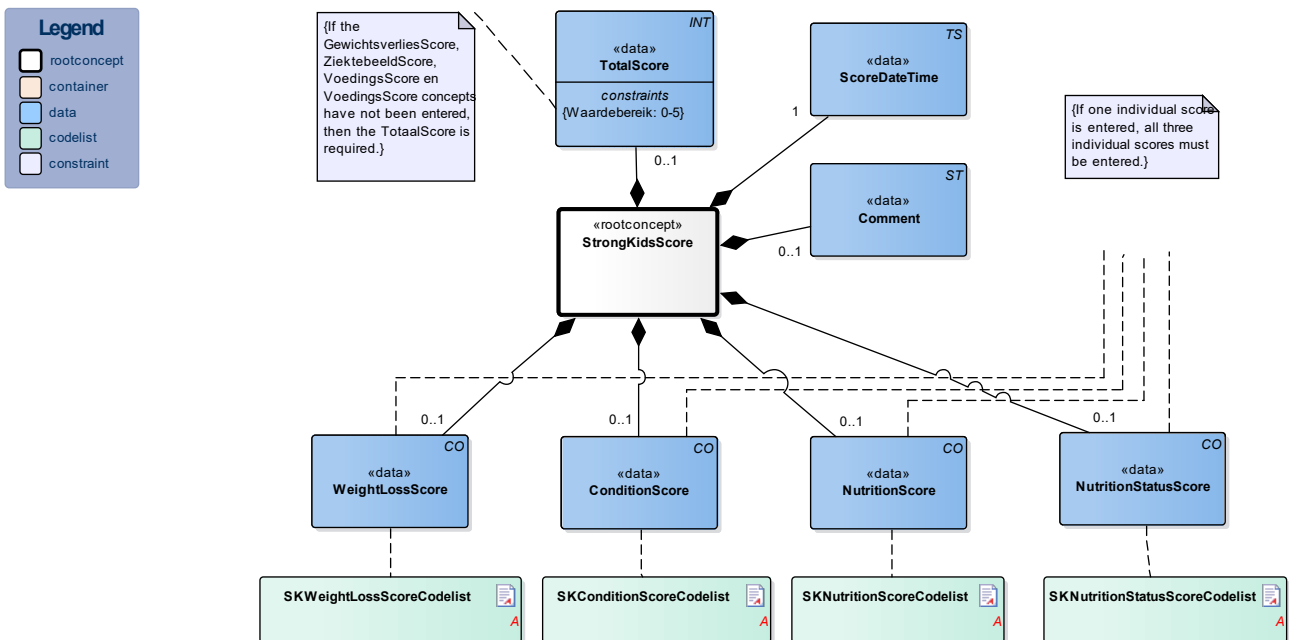 Legend
rootconcept
container
data
codelist
constraint
{If the
GewichtsverliesScore,
ZiektebeeldScore,
VoedingsScore en
VoedingsScore concepts
have not been entered,
then the TotaalScore is
required.}
INT
«data»
TotalScore
constraints
{Waardebereik: 0-5}
0..1
TS
«data»
ScoreDateTime
1
ST
«data»
Comment
0..1
{If one individual score
is entered, all three
individual scores must
be entered.}
«rootconcept»
StrongKidsScore
0..1
0..1
0..1
0..1
CO
«data»
WeightLossScore
CO
«data»
ConditionScore
CO
«data»
NutritionScore
CO
«data»
NutritionStatusScore
SKWeightLossScoreCodelist
A
SKConditionScoreCodelist
A
SKNutritionScoreCodelist
A
SKNutritionStatusScoreCodelist
A